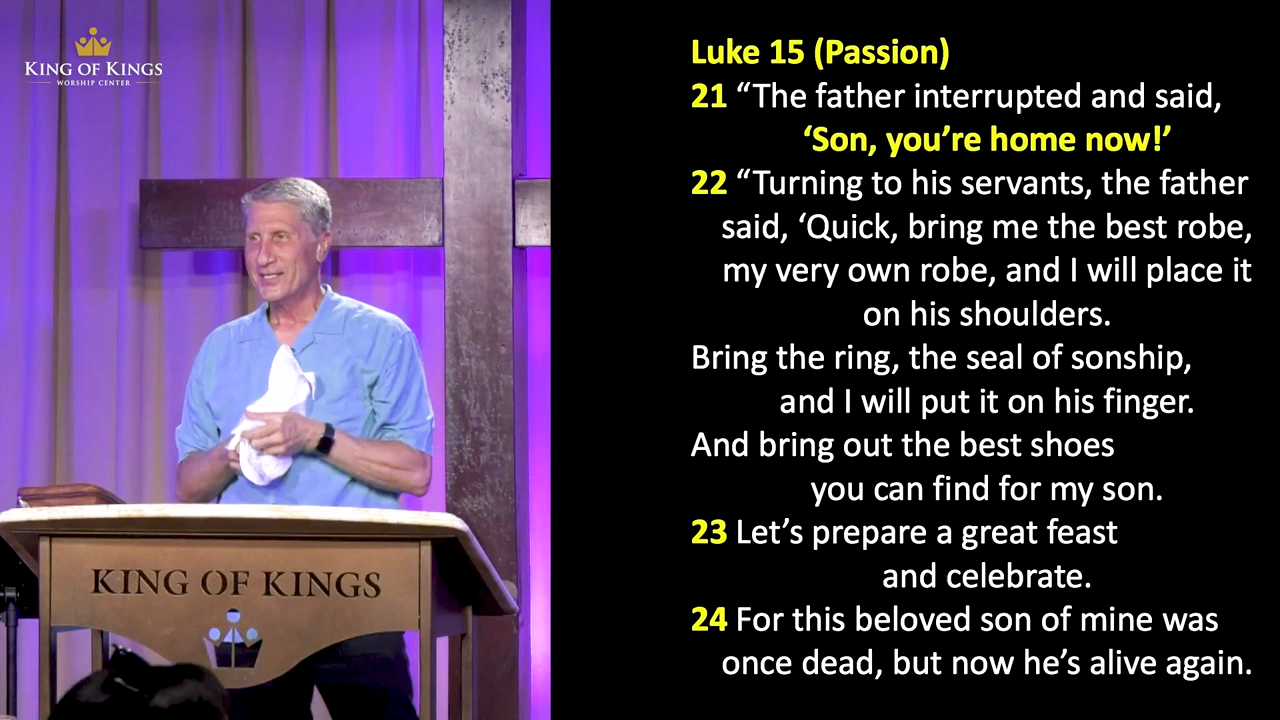 KING OF KINGS
WORSHIP CENTER
KING OF KINGS
Luke 15 (Passion)
21 “The father interrupted and said,
‘Son, you’re home now!’
22 “Turning to his servants, the father
said, ‘Quick, bring me the best robe,
my very own robe, and I will place it
on his shoulders.
Bring the ring, the seal of sonship,
and I will put it on his finger.
And bring out the best shoes
you can find for my son.
23 Let’s prepare a great feast
and celebrate.
24 For this beloved son of mine was
once dead, but now he’s alive again.